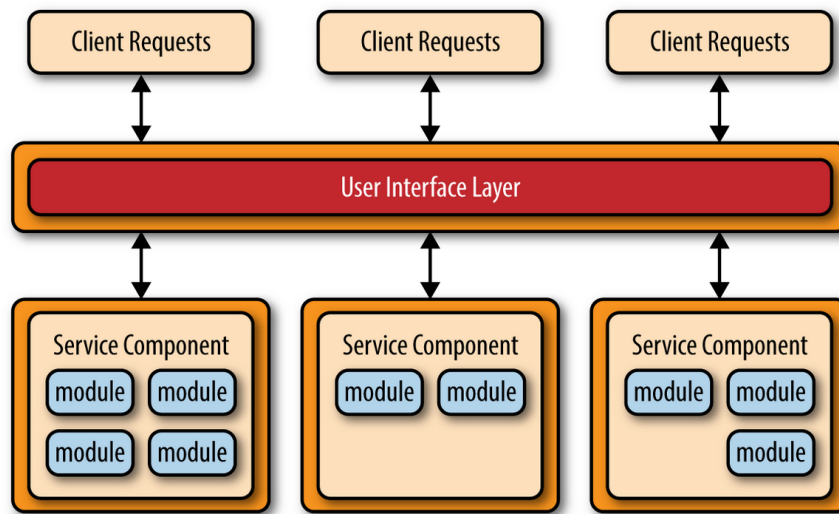 Client Requests
Client Requests
Client Requests
User Interface Layer
Service Component
module module
module module
Service Component
module module
Service Component
module module
module